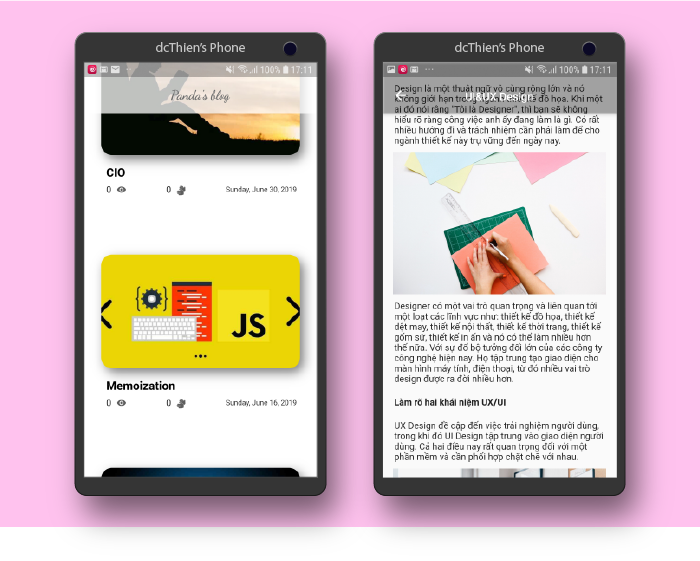 dcThien's Phone
100% 17:11
Panda's blog
CIO
0 0 Sunday, June 30, 2019
JS
Memoization
0 0 Sunday, June 16, 2019
dcThien's Phone
100% 17:11
UI&UX Design
Design là một thuật ngữ vô cùng rộng lớn và nó
không giới hạn trong thiết kế đồ họa. Khi một
ai đó nói rằng "Tôi là Designer", thì bạn sẽ không
hiểu rõ ràng công việc anh ấy đang làm là gì. Có rất
nhiều hướng đi và trách nhiệm cần phải làm để cho
ngành thiết kế này trụ vững đến ngày nay.
Designer có một vai trò quan trọng và liên quan tới
một loạt các lĩnh vực như: thiết kế đồ họa, thiết kế
dệt may, thiết kế nội thất, thiết kế thời trang, thiết kế
gốm sứ, thiết kế in ấn và nó có thể làm nhiều hơn
thế nữa. Với sự đổ bộ tương đối lớn của các công ty
công nghệ hiện nay. Họ tập trung tạo giao diện cho
màn hình máy tính, điện thoại, từ đó nhiều vai trò
design được ra đời nhiều hơn.
Làm rõ hai khái niệm UX/UI
UX Design đề cập đến việc trải nghiệm người dùng,
trong khi đó UI Design tập trung vào giao diện người
dùng. Cả hai điều này rất quan trọng đối với một
phần mềm và cần phối hợp chặt chẽ với nhau.